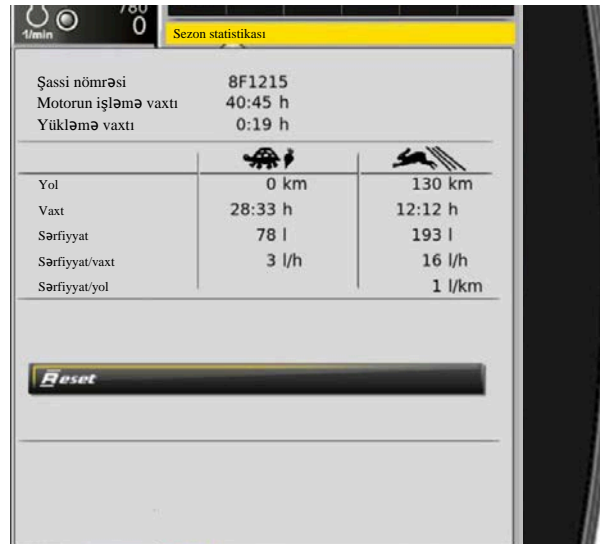 780
1/min 0
Sezon statistikası
Şassi nömrəsi 8F1215
Motorun işləmə vaxtı 40:45 h
Yükləmə vaxtı 0:19 h
Yol 0 km 130 km
Vaxt 28:33 h 12:12 h
Sərfiyyat 78 l 193 l
Sərfiyyat/vaxt 3 l/h 16 l/h
Sərfiyyat/yol 1 l/km
Reset